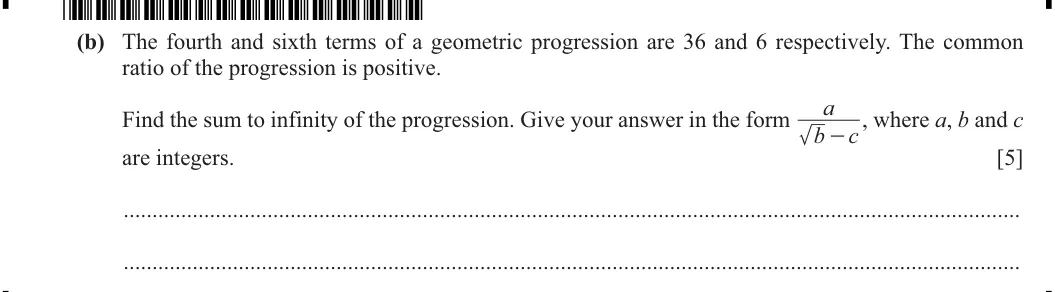 (b) The fourth and sixth terms of a geometric progression are 36 and 6 respectively. The common
ratio of the progression is positive.
Find the sum to infinity of the progression. Give your answer in the form a/(√b − c), where a, b and c
are integers. [5]
................................................................................
................................................................................